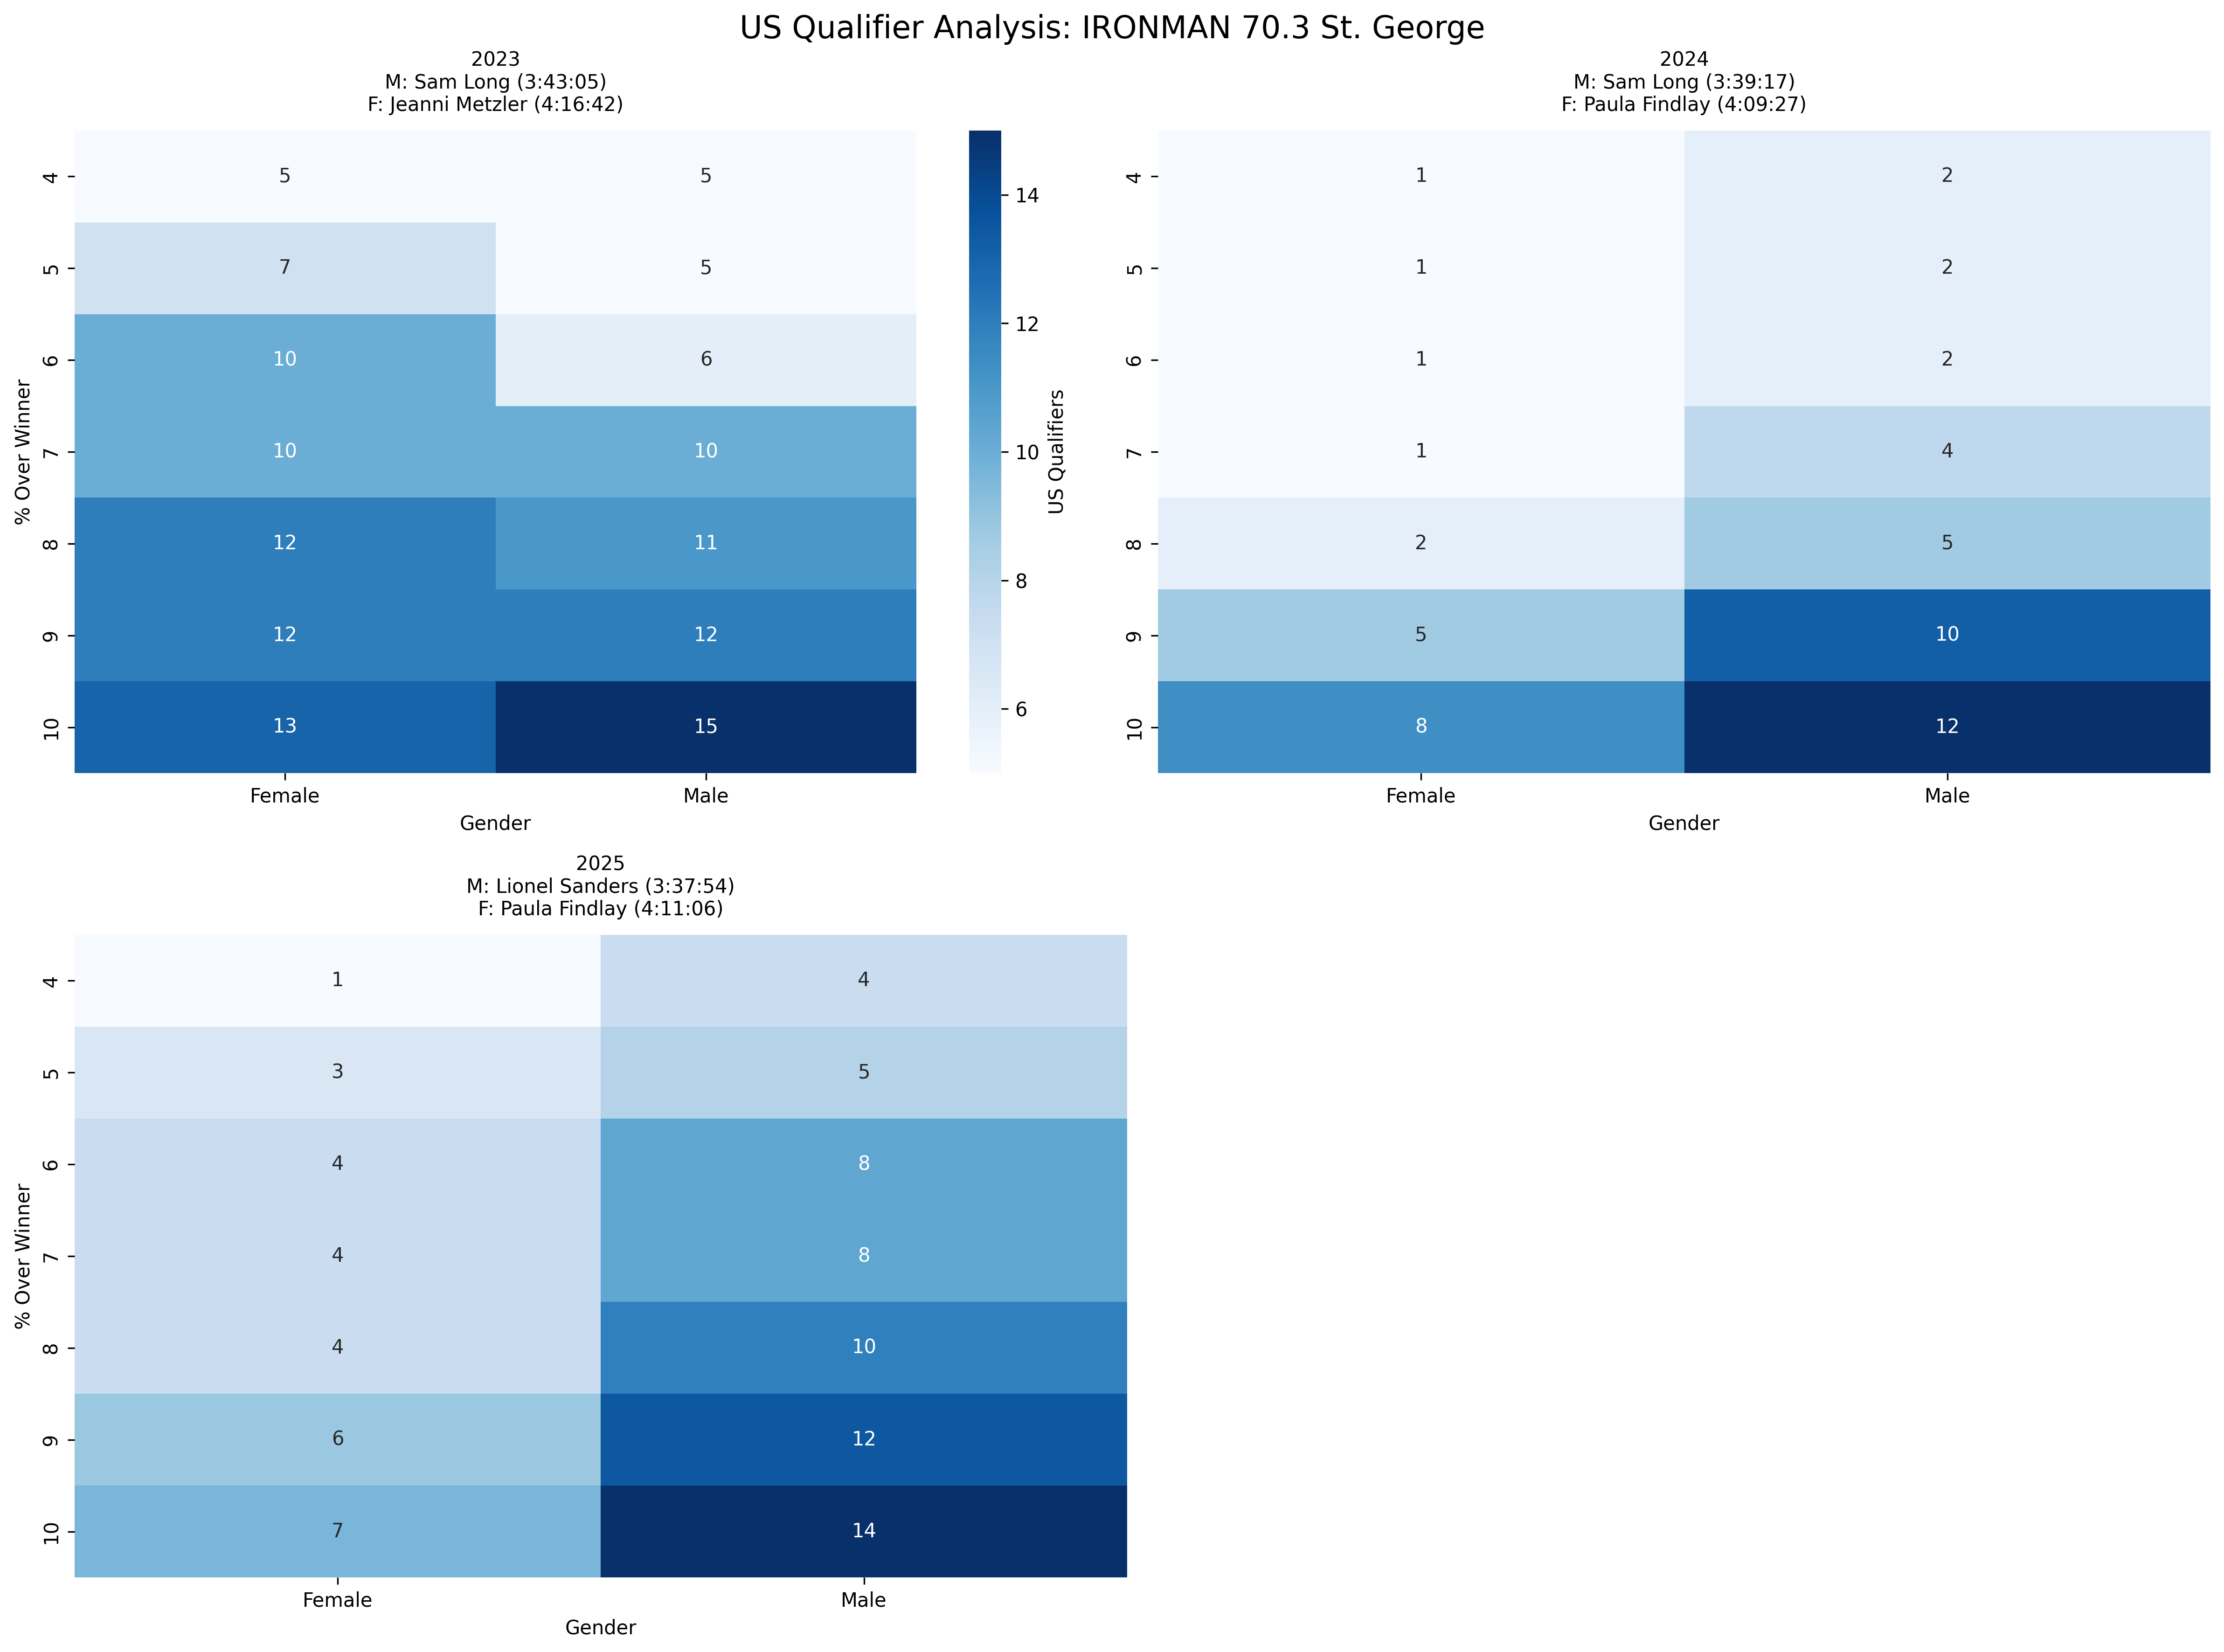 US Qualifier Analysis: IRONMAN 70.3 St. George
2023
M: Sam Long (3:43:05)
F: Jeanni Metzler (4:16:42)
% Over Winner
4 5 5
5 7 5
6 10 6
7 10 10
8 12 11
9 12 12
10 13 15
Female Male
Gender
14
12
10
8
6
US Qualifiers
2024
M: Sam Long (3:39:17)
F: Paula Findlay (4:09:27)
4 1 2
5 1 2
6 1 2
7 1 4
8 2 5
9 5 10
10 8 12
Female Male
Gender
2025
M: Lionel Sanders (3:37:54)
F: Paula Findlay (4:11:06)
% Over Winner
4 1 4
5 3 5
6 4 8
7 4 8
8 4 10
9 6 12
10 7 14
Female Male
Gender